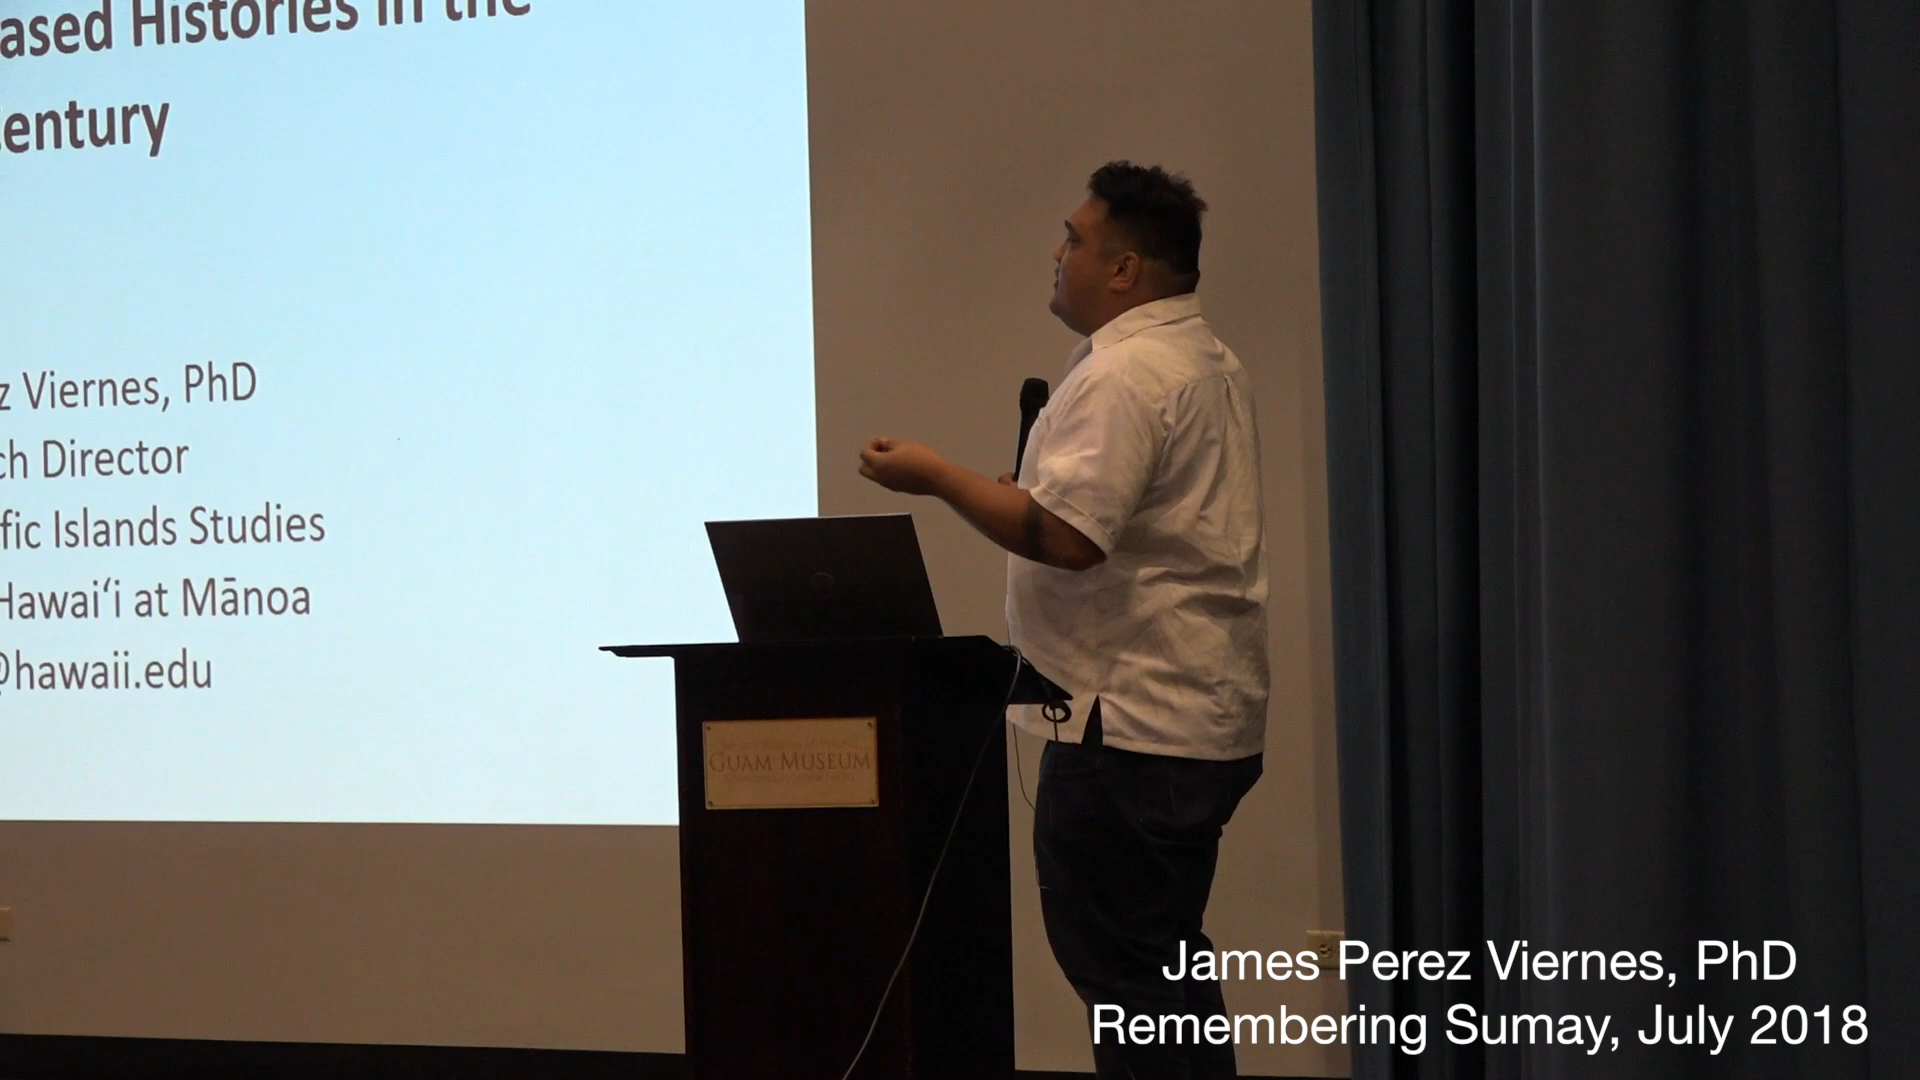 ased Histories in the
entury
z Viernes, PhD
ch Director
fic Islands Studies
Hawaiʻi at Mānoa
@hawaii.edu
GUAM MUSEUM
James Perez Viernes, PhD
Remembering Sumay, July 2018